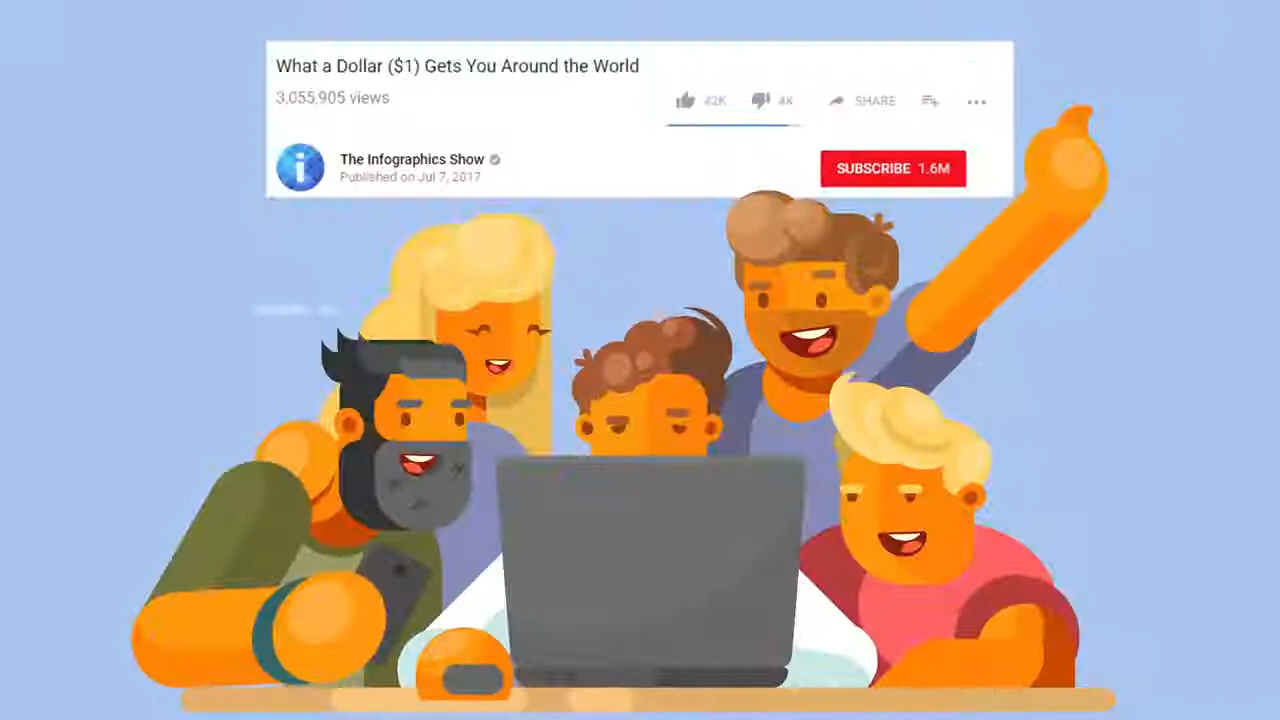 What a Dollar ($1) Gets You Around the World
3,055,905 views
42K 4K SHARE
The Infographics Show
SUBSCRIBE 1.6M
Published on Jul 7, 2017